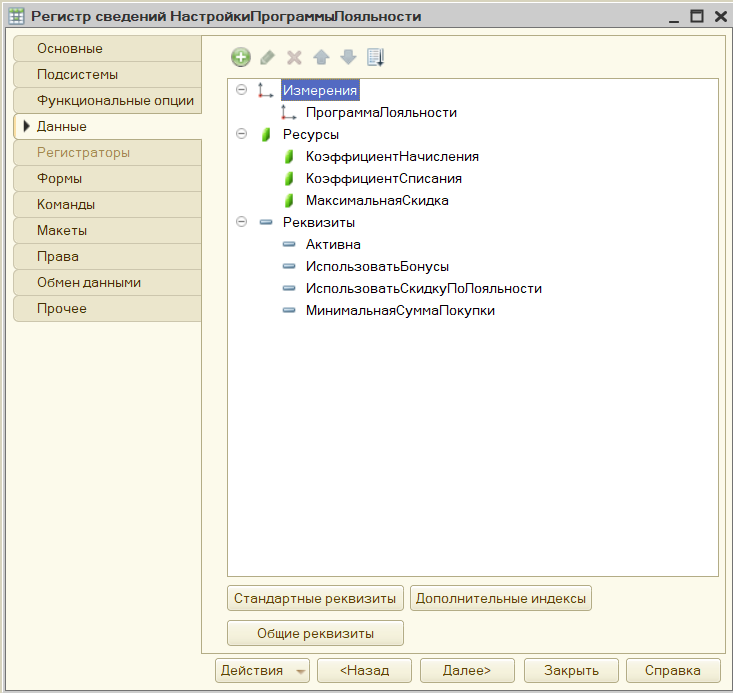 Регистр сведений НастройкиПрограммыЛояльности
Основные
Подсистемы
Функциональные опции
Данные
Регистраторы
Формы
Команды
Макеты
Права
Обмен данными
Прочее
Измерения
ПрограммаЛояльности
Ресурсы
КоэффициентНачисления
КоэффициентСписания
МаксимальнаяСкидка
Реквизиты
Активна
ИспользоватьБонусы
ИспользоватьСкидкуПоЛояльности
МинимальнаяСуммаПокупки
Стандартные реквизиты Дополнительные индексы
Общие реквизиты
Действия <Назад Далее> Закрыть Справка